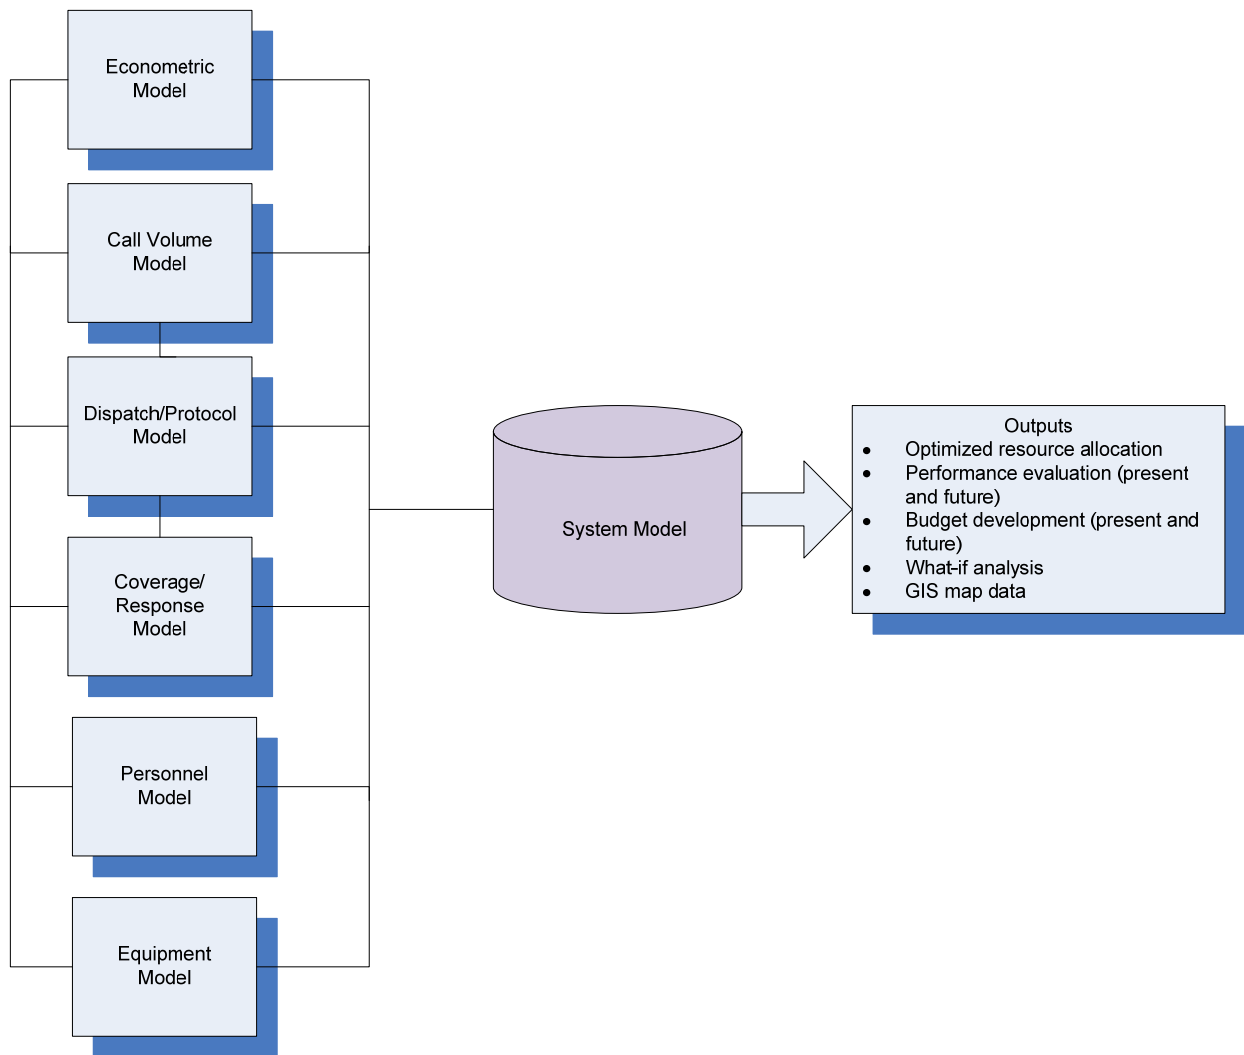 Econometric
Model
Call Volume
Model
Dispatch/Protocol
Model
Coverage/
Response
Model
Personnel
Model
Equipment
Model
System Model
Outputs
● Optimized resource allocation
● Performance evaluation (present
and future)
● Budget development (present and
future)
● What-if analysis
● GIS map data